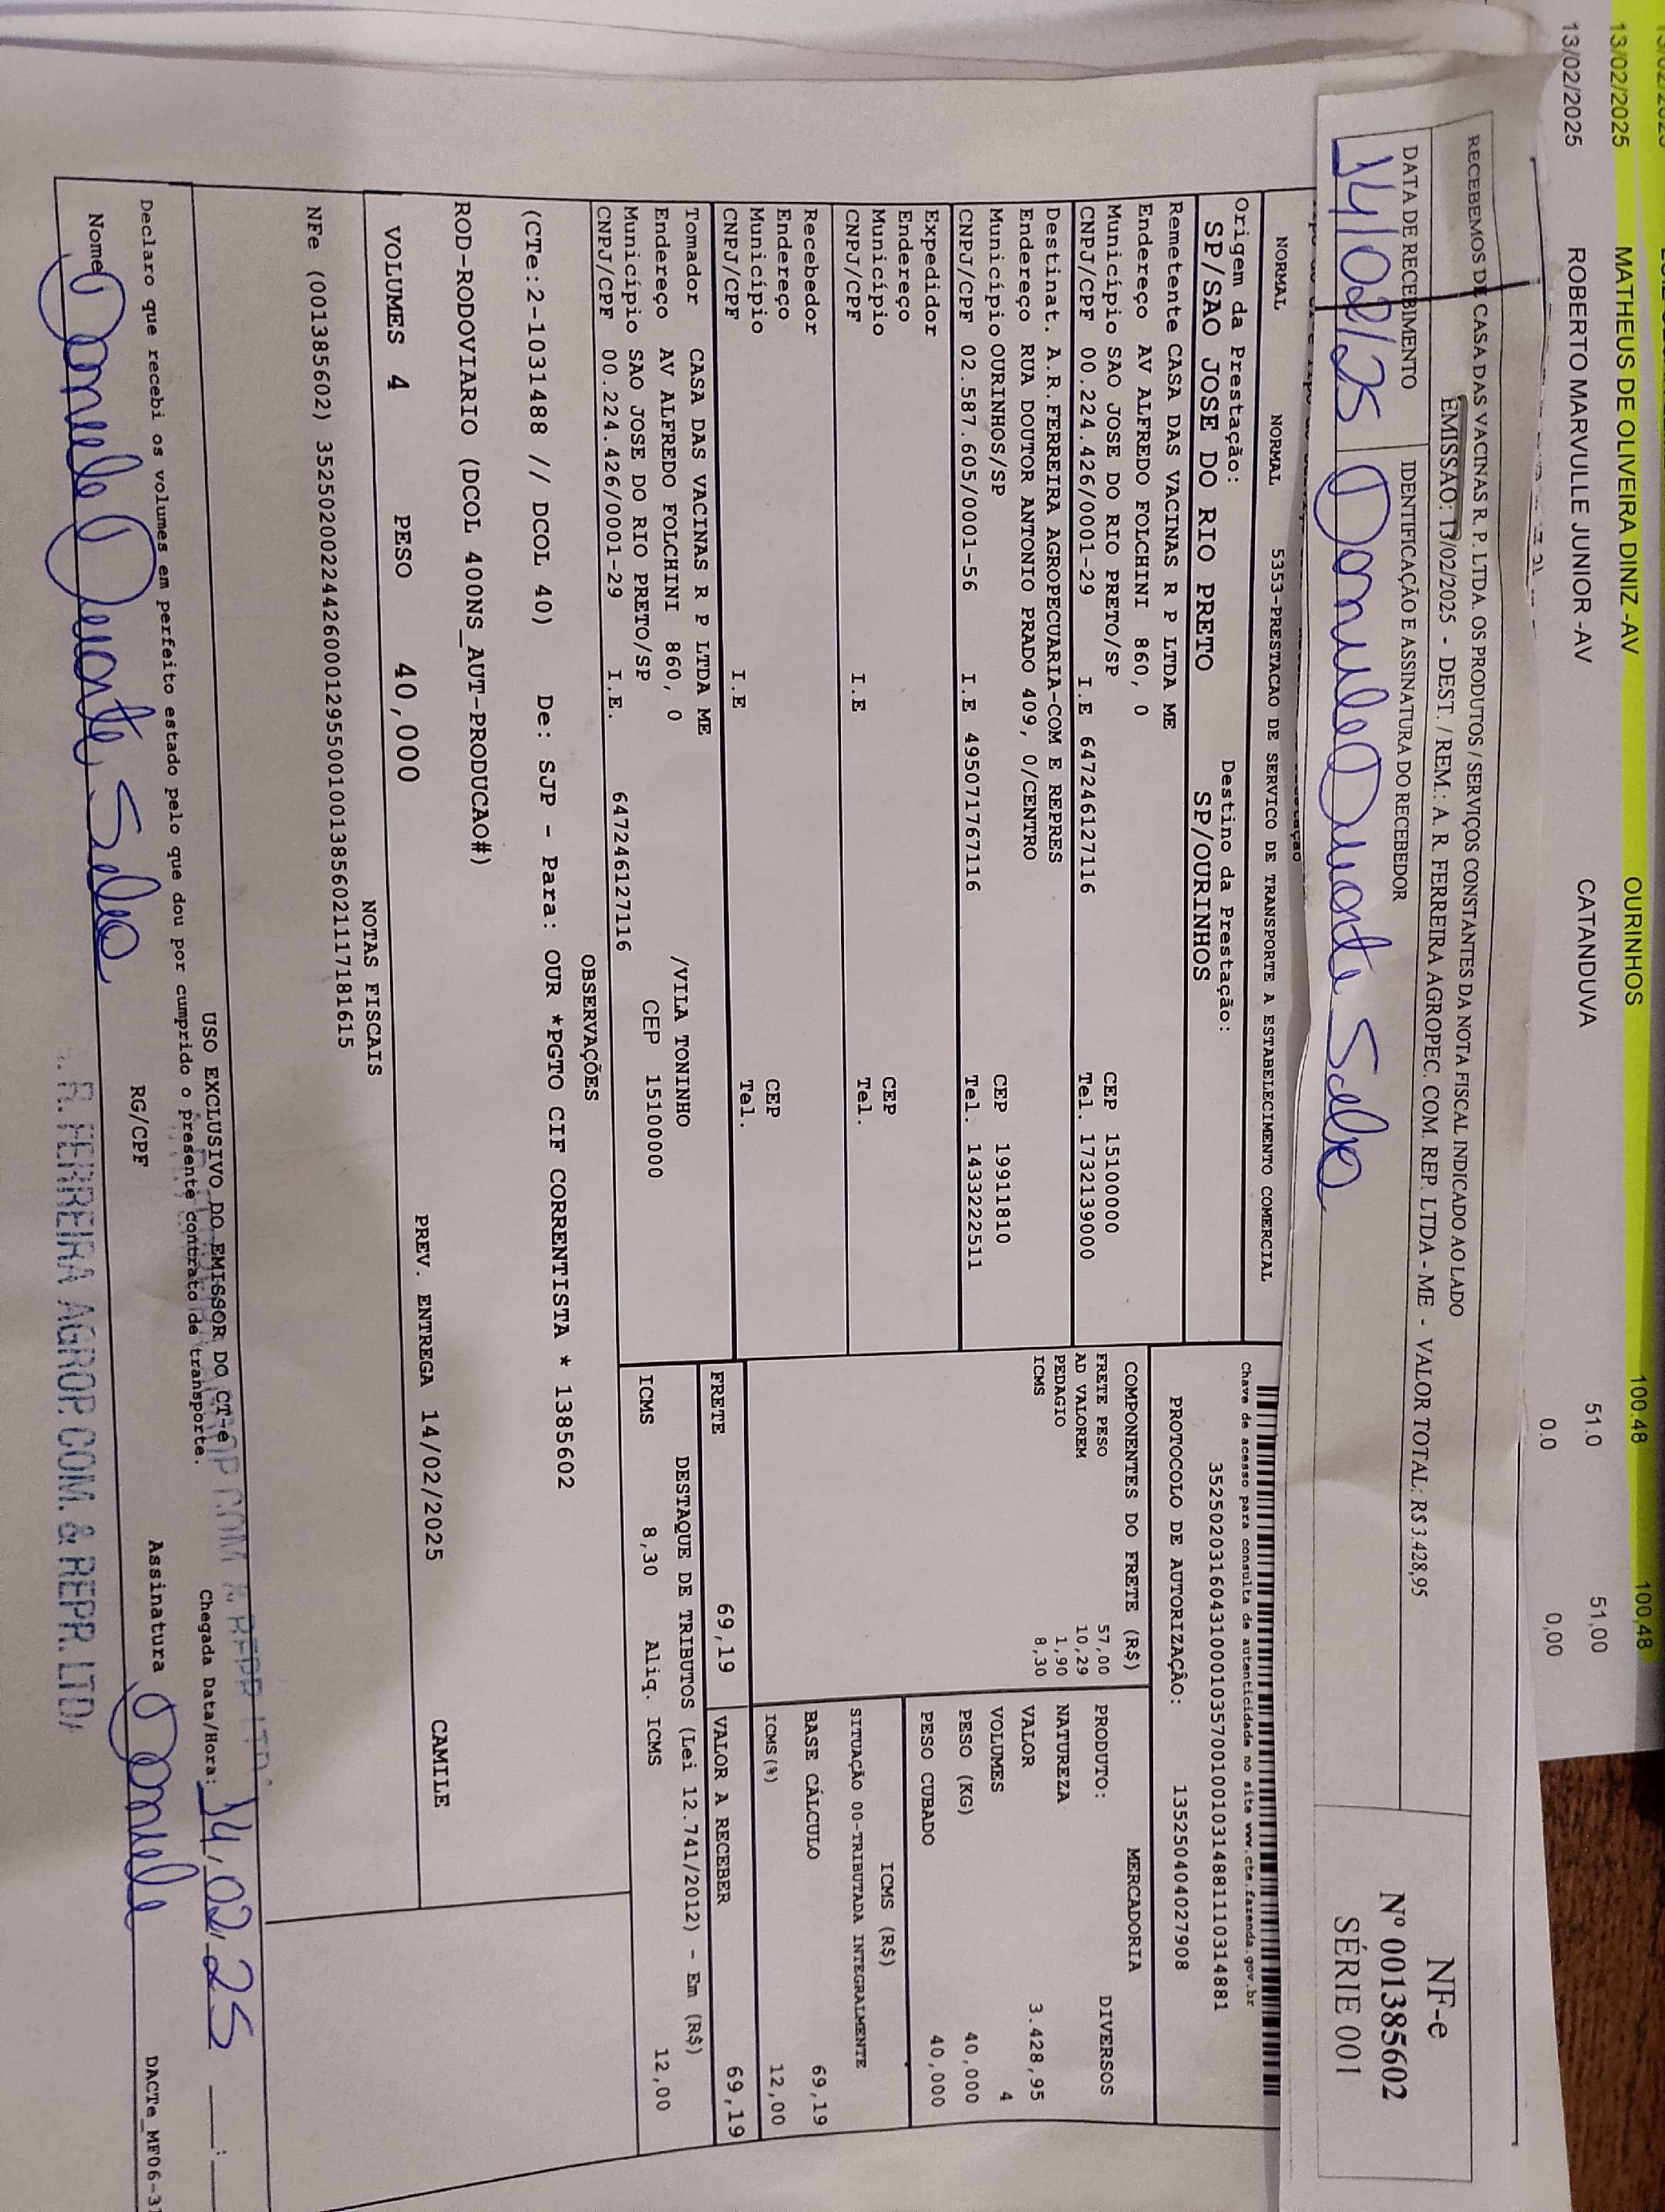 13/02/2025 MATHEUS DE OLIVEIRA DINIZ -AV OURINHOS 100.48 100,48
13/02/2025 ROBERTO MARVULLE JUNIOR -AV CATANDUVA 51.0 51,00
0.0 0,00
RECEBEMOS DE CASA DAS VACINAS R. P. LTDA. OS PRODUTOS / SERVIÇOS CONSTANTES DA NOTA FISCAL INDICADO AO LADO
EMISSÃO: 13/02/2025 - DEST. / REM.: A. R. FERREIRA AGROPEC. COM. REP. LTDA - ME - VALOR TOTAL: R$ 3.428,95
DATA DE RECEBIMENTO
IDENTIFICAÇÃO E ASSINATURA DO RECEBEDOR
14/02/25
NF-e
Nº 001385602
SÉRIE 001
NORMAL NORMAL 5353-PRESTACAO DE SERVICO DE TRANSPORTE A ESTABELECIMENTO COMERCIAL
Origem da Prestação: Destino da Prestação:
SP/SAO JOSE DO RIO PRETO SP/OURINHOS
Chave de acesso para consulta de autenticidade no site www.cte.fazenda.gov.br
35250203160431000103570010010314881110314881
PROTOCOLO DE AUTORIZAÇÃO: 135250404027908
Remetente CASA DAS VACINAS R P LTDA ME
Endereço AV ALFREDO FOLCHINI 860, 0
Município SAO JOSE DO RIO PRETO/SP CEP 15100000
CNPJ/CPF 00.224.426/0001-29 I.E 647246127116 Tel. 1732139000
Destinat. A.R.FERREIRA AGROPECUARIA-COM E REPRES
Endereço RUA DOUTOR ANTONIO PRADO 409, 0/CENTRO
Município OURINHOS/SP CEP 19911810
CNPJ/CPF 02.587.605/0001-56 I.E 495071767116 Tel. 1433222511
Expedidor
Endereço
Município CEP
CNPJ/CPF I.E Tel.
Recebedor
Endereço
Município CEP
CNPJ/CPF I.E Tel.
Tomador CASA DAS VACINAS R P LTDA ME
Endereço AV ALFREDO FOLCHINI 860, 0 /VILA TONINHO
Município SAO JOSE DO RIO PRETO/SP CEP 15100000
CNPJ/CPF 00.224.426/0001-29 I.E. 647246127116
COMPONENTES DO FRETE (R$)
FRETE PESO 57,00
AD VALOREM 10,29
PEDAGIO 1,90
ICMS 8,30
MERCADORIA
PRODUTO: DIVERSOS
NATUREZA
VALOR 3.428,95
VOLUMES 4
PESO (KG) 40,000
PESO CUBADO 40,000
ICMS (R$)
SITUAÇÃO 00-TRIBUTADA INTEGRALMENTE
BASE CÁLCULO 69,19
ICMS(%) 12,00
FRETE 69,19 VALOR A RECEBER 69,19
DESTAQUE DE TRIBUTOS (Lei 12.741/2012) - Em (R$)
ICMS 8,30 Aliq. ICMS 12,00
OBSERVAÇÕES
(CTe:2-1031488 // DCOL 40) De: SJP - Para: OUR *PGTO CIF CORRENTISTA * 1385602
ROD-RODOVIARIO (DCOL 400NS_AUT-PRODUCAO#)
VOLUMES 4 PESO 40,000 PREV. ENTREGA 14/02/2025 CAMILE
NOTAS FISCAIS
NFe (001385602) 35250200224426000129550010013856021117181615
USO EXCLUSIVO DO EMISSOR DO CT-e
Declaro que recebi os volumes em perfeito estado pelo que dou por cumprido o presente contrato de transporte.
Chegada Data/Hora: 14/02/25 __:__
Nome RG/CPF Assinatura
R. FERREIRA AGROP. COM. & REPR. LTDA
DACTe_MF06-31